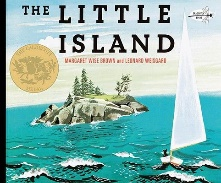 THE LITTLE
ISLAND
MARGARET WISE BROWN and LEONARD WEISGARD